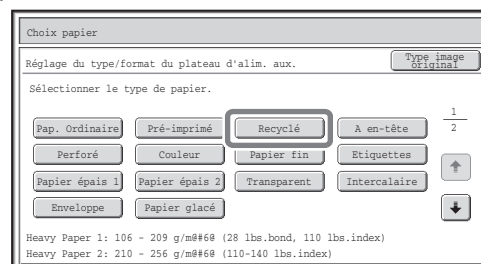 Choix papier
Réglage du type/format du plateau d'alim. aux.
Type image original
Sélectionner le type de papier.
Pap. Ordinaire Pré-imprimé Recyclé A en-tête
1
2
Perforé Couleur Papier fin Etiquettes
Papier épais 1 Papier épais 2 Transparent Intercalaire
Enveloppe Papier glacé
Heavy Paper 1: 106 - 209 g/m@#6@ (28 lbs.bond, 110 lbs.index)
Heavy Paper 2: 210 - 256 g/m@#6@ (110-140 lbs.index)